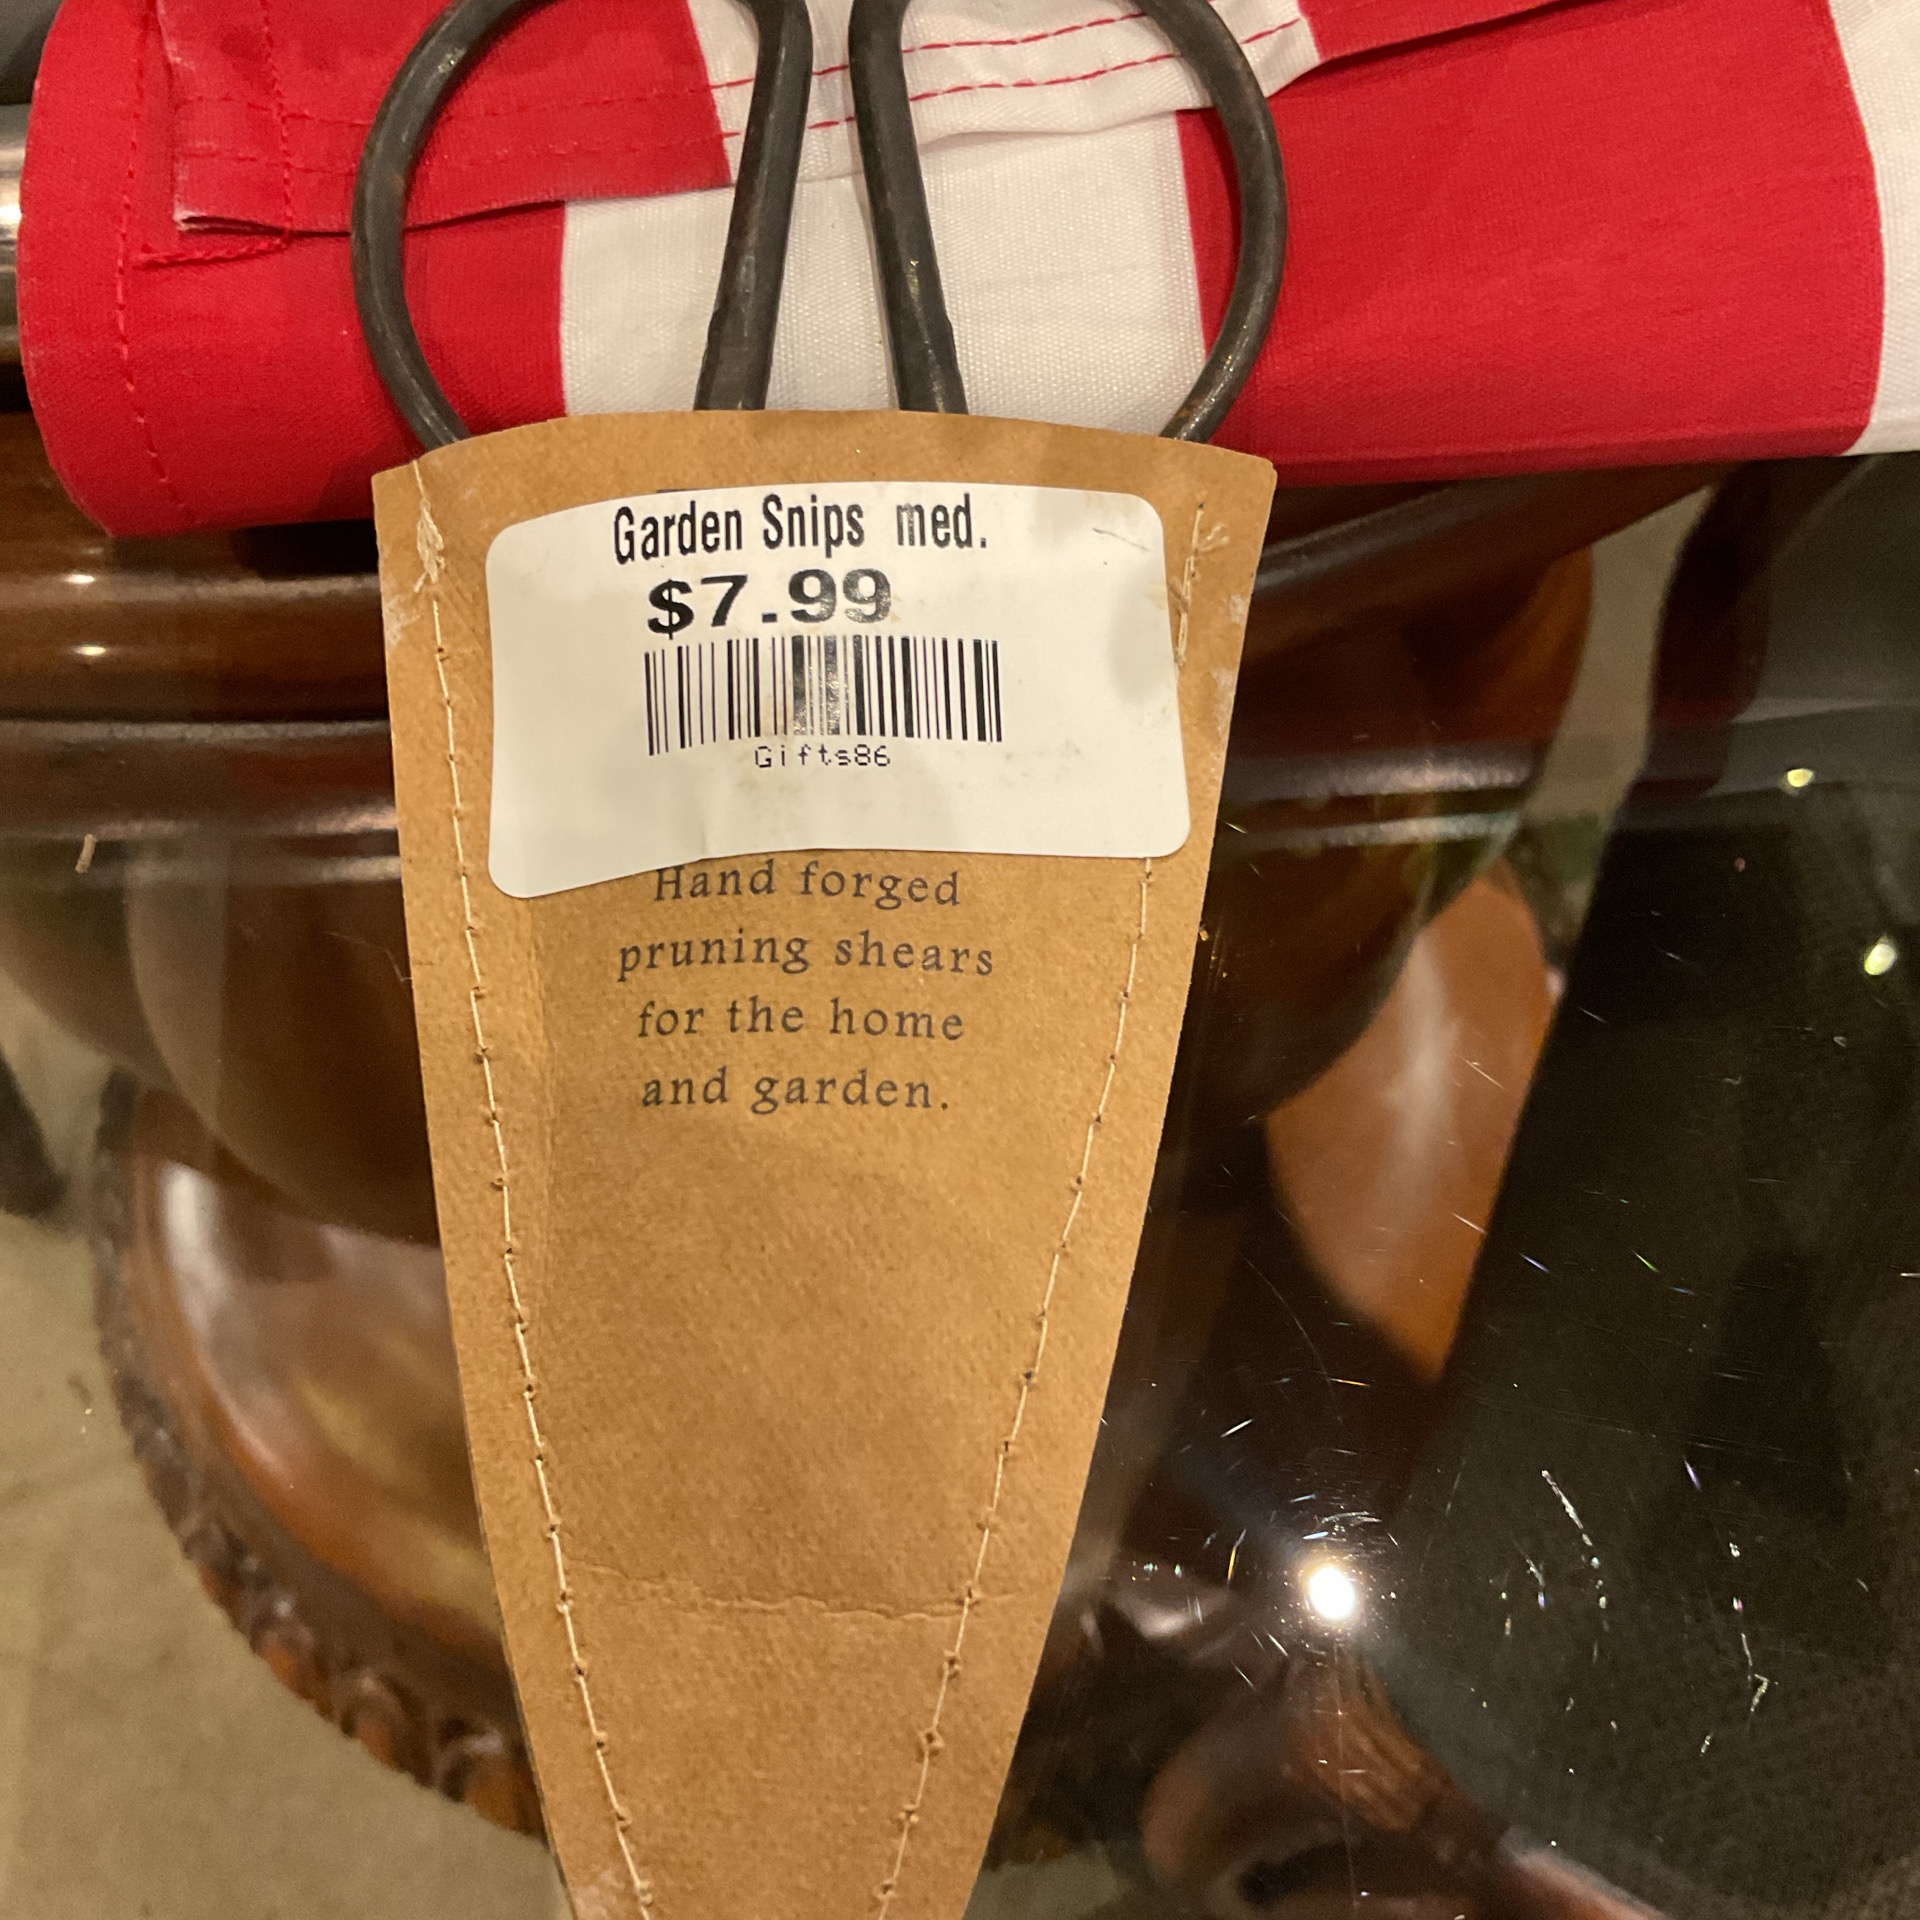 Garden Snips med.
$7.99
Gifts86
Hand forged
pruning shears
for the home
and garden.